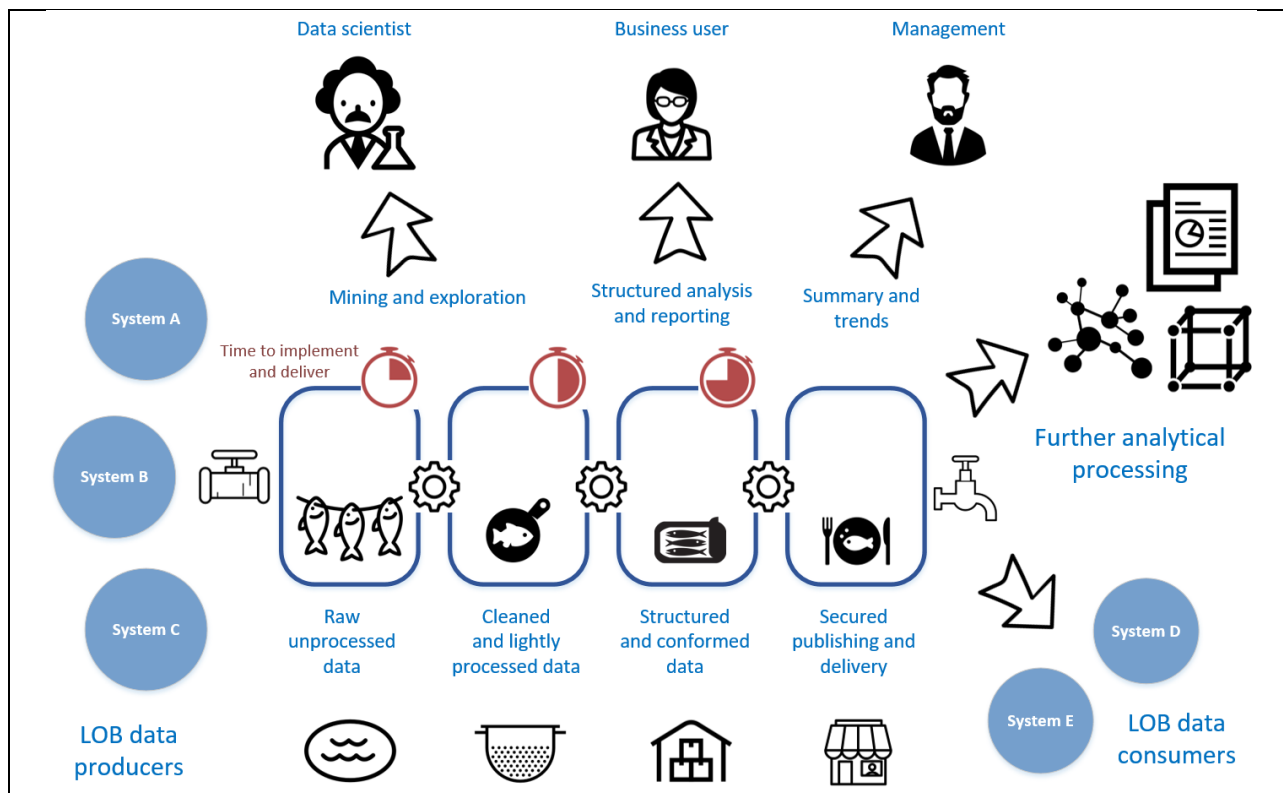 Data scientist
Business user
Management
Mining and exploration
Structured analysis
and reporting
Summary and
trends
System A
Time to implement
and deliver
System B
Further analytical
processing
System C
Raw
unprocessed
data
Cleaned
and lightly
processed data
Structured
and conformed
data
Secured
publishing and
delivery
System D
System E
LOB data
producers
LOB data
consumers